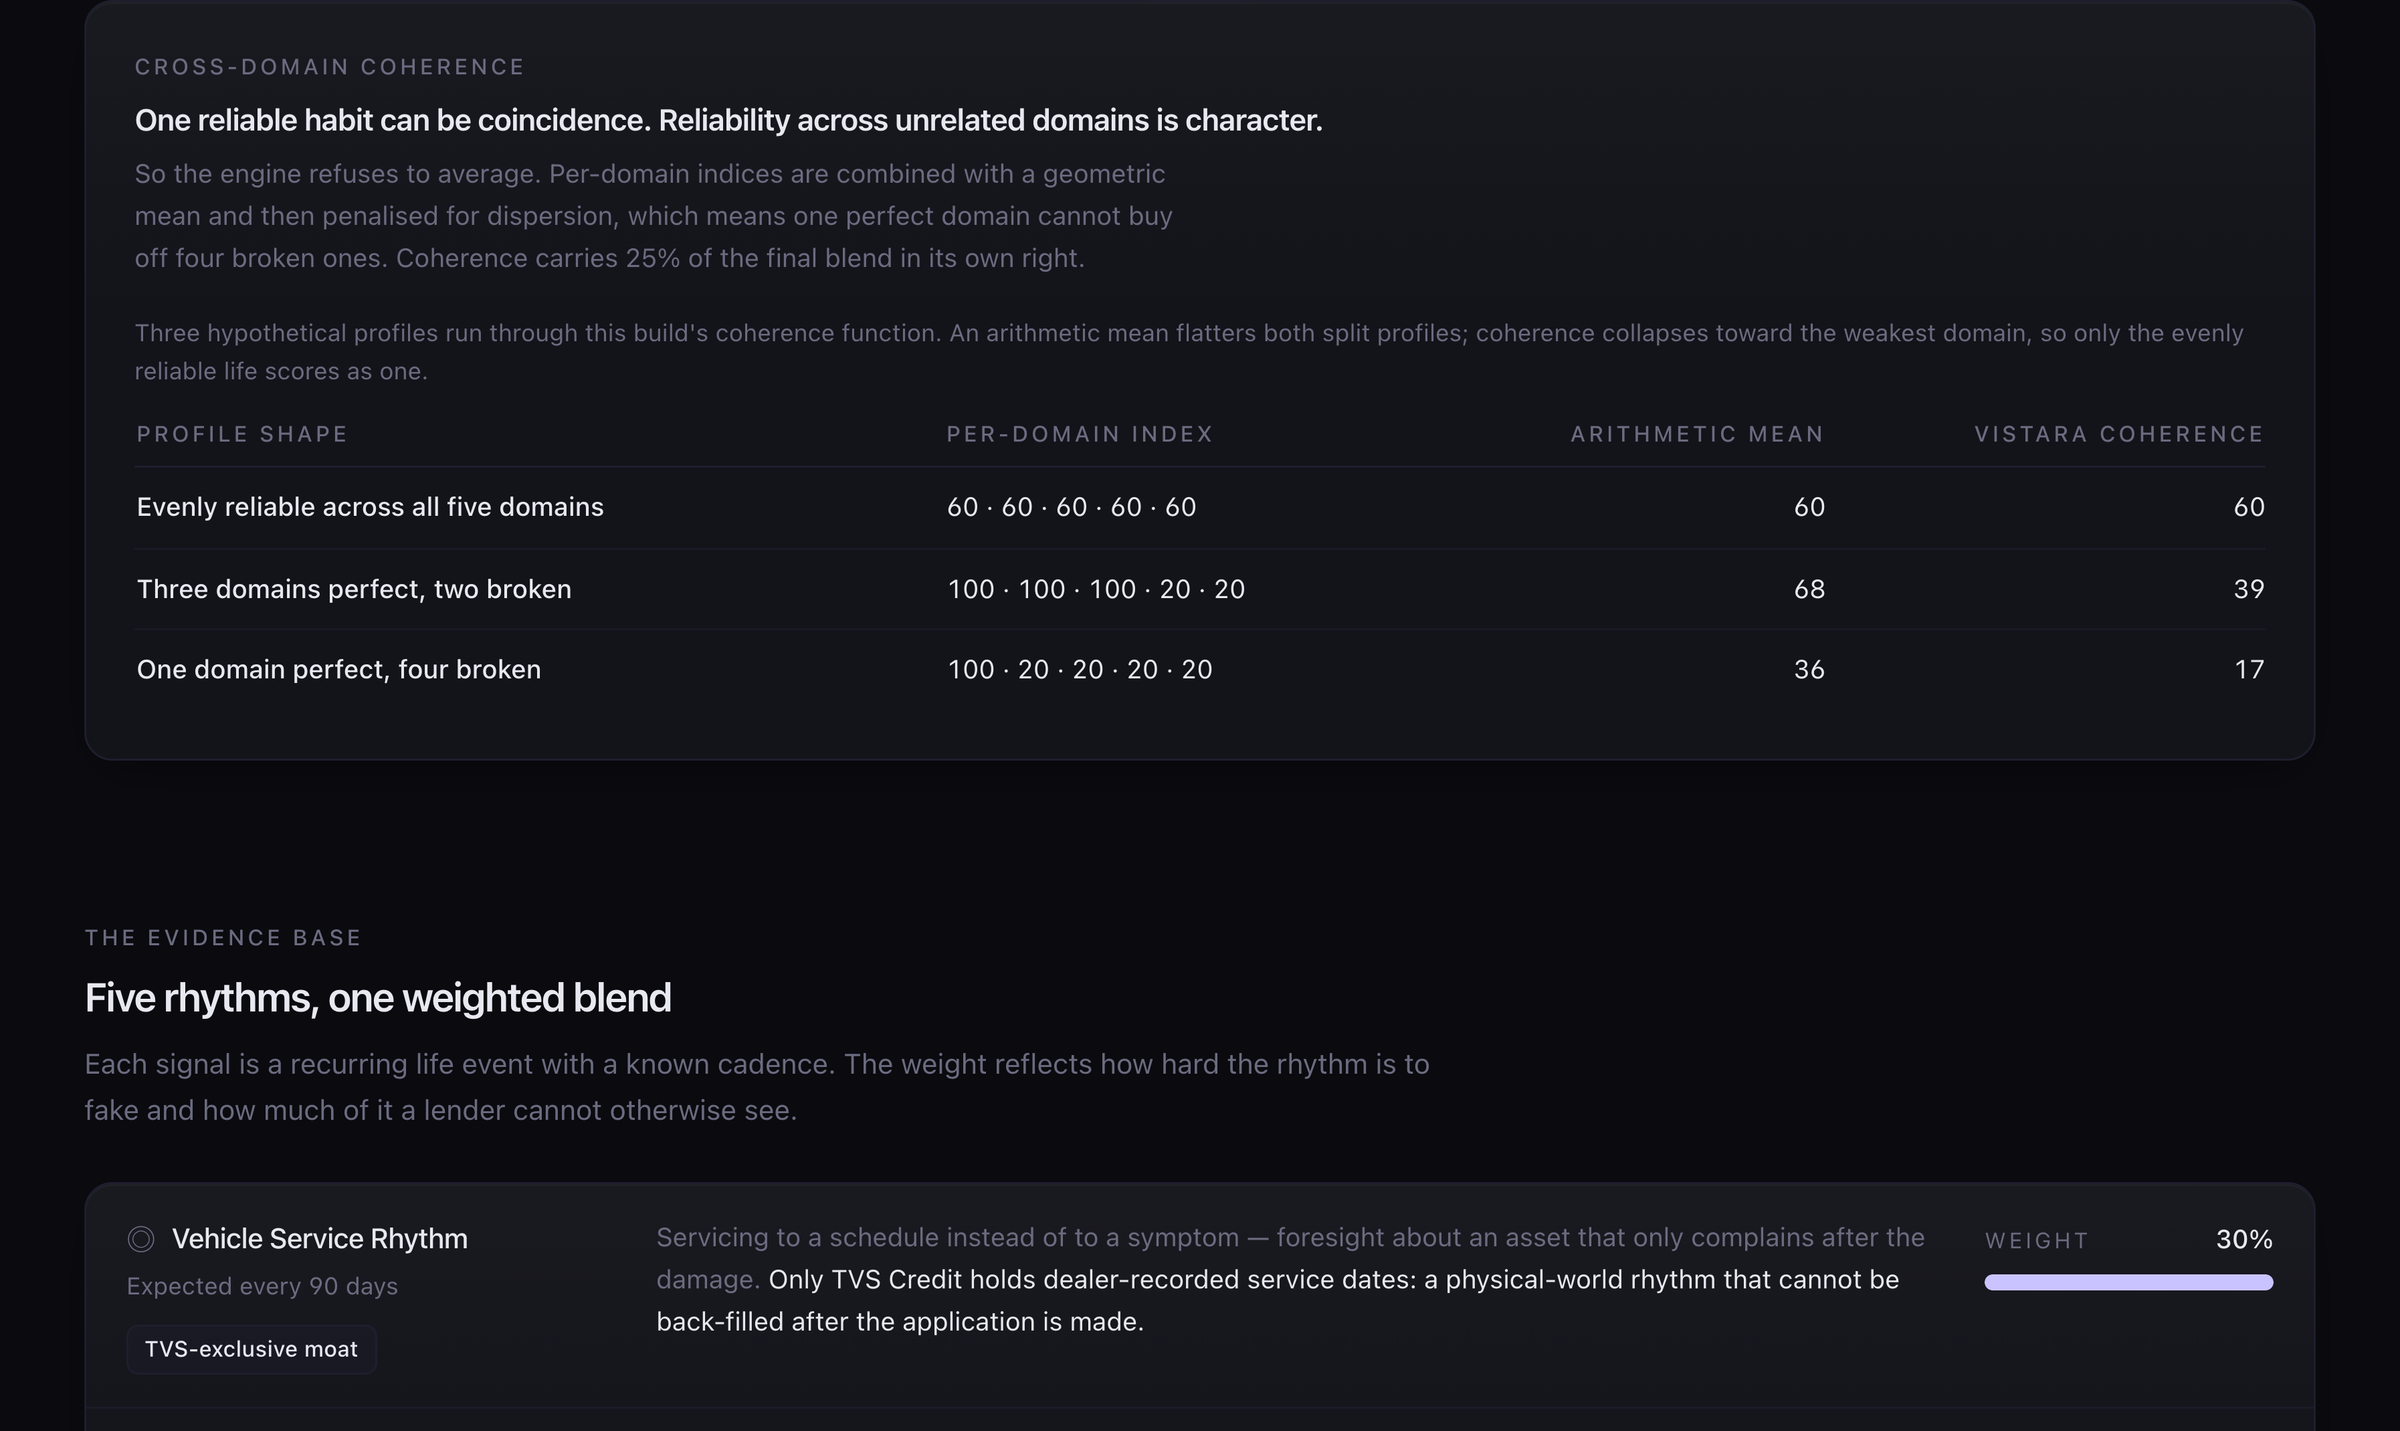 CROSS-DOMAIN COHERENCE
One reliable habit can be coincidence. Reliability across unrelated domains is character.
So the engine refuses to average. Per-domain indices are combined with a geometric
mean and then penalised for dispersion, which means one perfect domain cannot buy
off four broken ones. Coherence carries 25% of the final blend in its own right.
Three hypothetical profiles run through this build's coherence function. An arithmetic mean flatters both split profiles; coherence collapses toward the weakest domain, so only the evenly
reliable life scores as one.
PROFILE SHAPE PER-DOMAIN INDEX ARITHMETIC MEAN VISTARA COHERENCE
Evenly reliable across all five domains 60 · 60 · 60 · 60 · 60 60 60
Three domains perfect, two broken 100 · 100 · 100 · 20 · 20 68 39
One domain perfect, four broken 100 · 20 · 20 · 20 · 20 36 17
THE EVIDENCE BASE
Five rhythms, one weighted blend
Each signal is a recurring life event with a known cadence. The weight reflects how hard the rhythm is to
fake and how much of it a lender cannot otherwise see.
Vehicle Service Rhythm
Expected every 90 days
TVS-exclusive moat
Servicing to a schedule instead of to a symptom — foresight about an asset that only complains after the
damage. Only TVS Credit holds dealer-recorded service dates: a physical-world rhythm that cannot be
back-filled after the application is made.
WEIGHT 30%